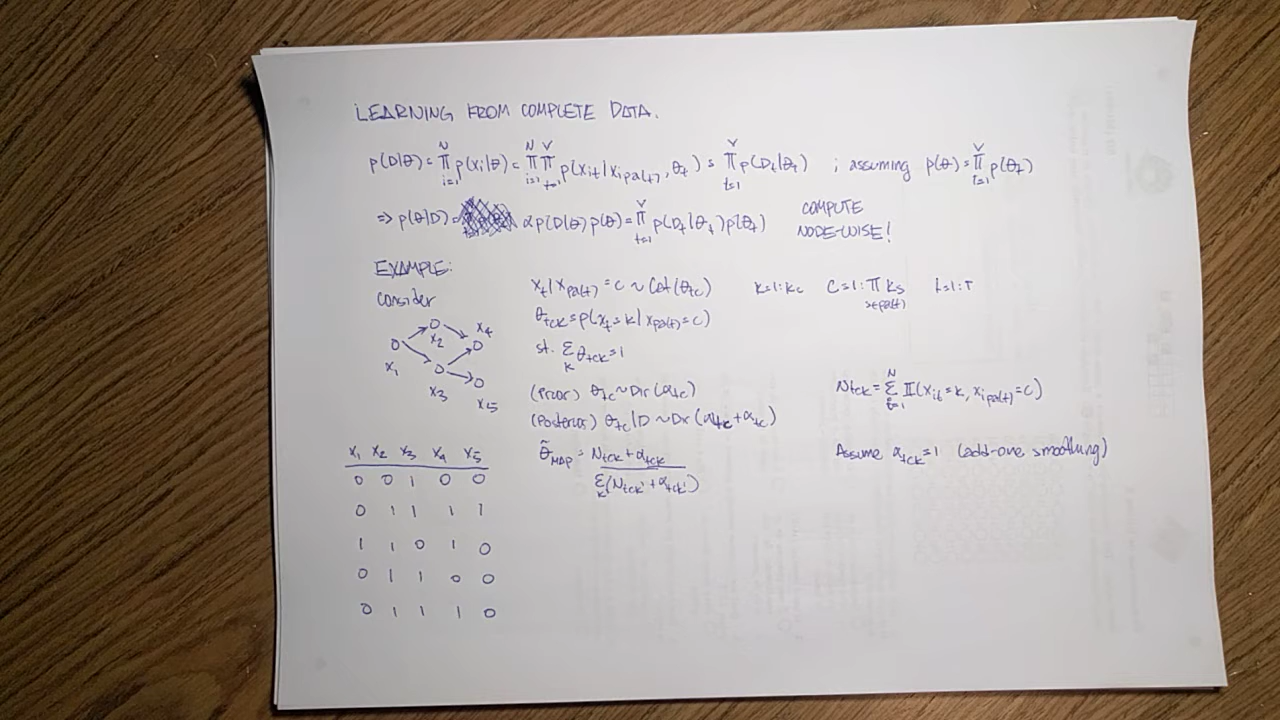 LEARNING FROM COMPLETE DATA.
p(D|θ) = ∏_{i=1}^{N} p(x_i|θ) = ∏_{i=1}^{N} ∏_{t=1}^{V} p(x_{it}|x_{i pa(t)}, θ_t) = ∏_{t=1}^{V} p(D_t|θ_t) ; assuming p(θ) = ∏_{t=1}^{V} p(θ_t)
⇒ p(θ|D) = ∝ p(D|θ) p(θ) = ∏_{t=1}^{V} p(D_t|θ_t) p(θ_t) COMPUTE
NODE-WISE!
EXAMPLE:
consider
x_1 x_2 x_3 x_4 x_5
x_t | x_{pa(t)} = c ~ Cat(θ_{tc}) k=1:K_c C=1:∏_{s∈pa(t)} K_s t=1:T
θ_{tck} = p(x_t = k | x_{pa(t)} = c)
st. Σ_k θ_{tck} = 1
(Prior) θ_{tc} ~ Dir(α_{tc}) N_{tck} = Σ_{i=1}^{N} 𝕀(x_{it} = k, x_{i pa(t)} = c)
(Posterior) θ_{tc}|D ~ Dir( + α_{tc})
θ̃_{MAP} = (N_{tck} + α_{tck}) / Σ_{k'} (N_{tck'} + α_{tck'}) Assume α_{tck} = 1 (add-one smoothing)
x_1 x_2 x_3 x_4 x_5
0 0 1 0 0
0 1 1 1 1
1 1 0 1 0
0 1 1 0 0
0 1 1 1 0